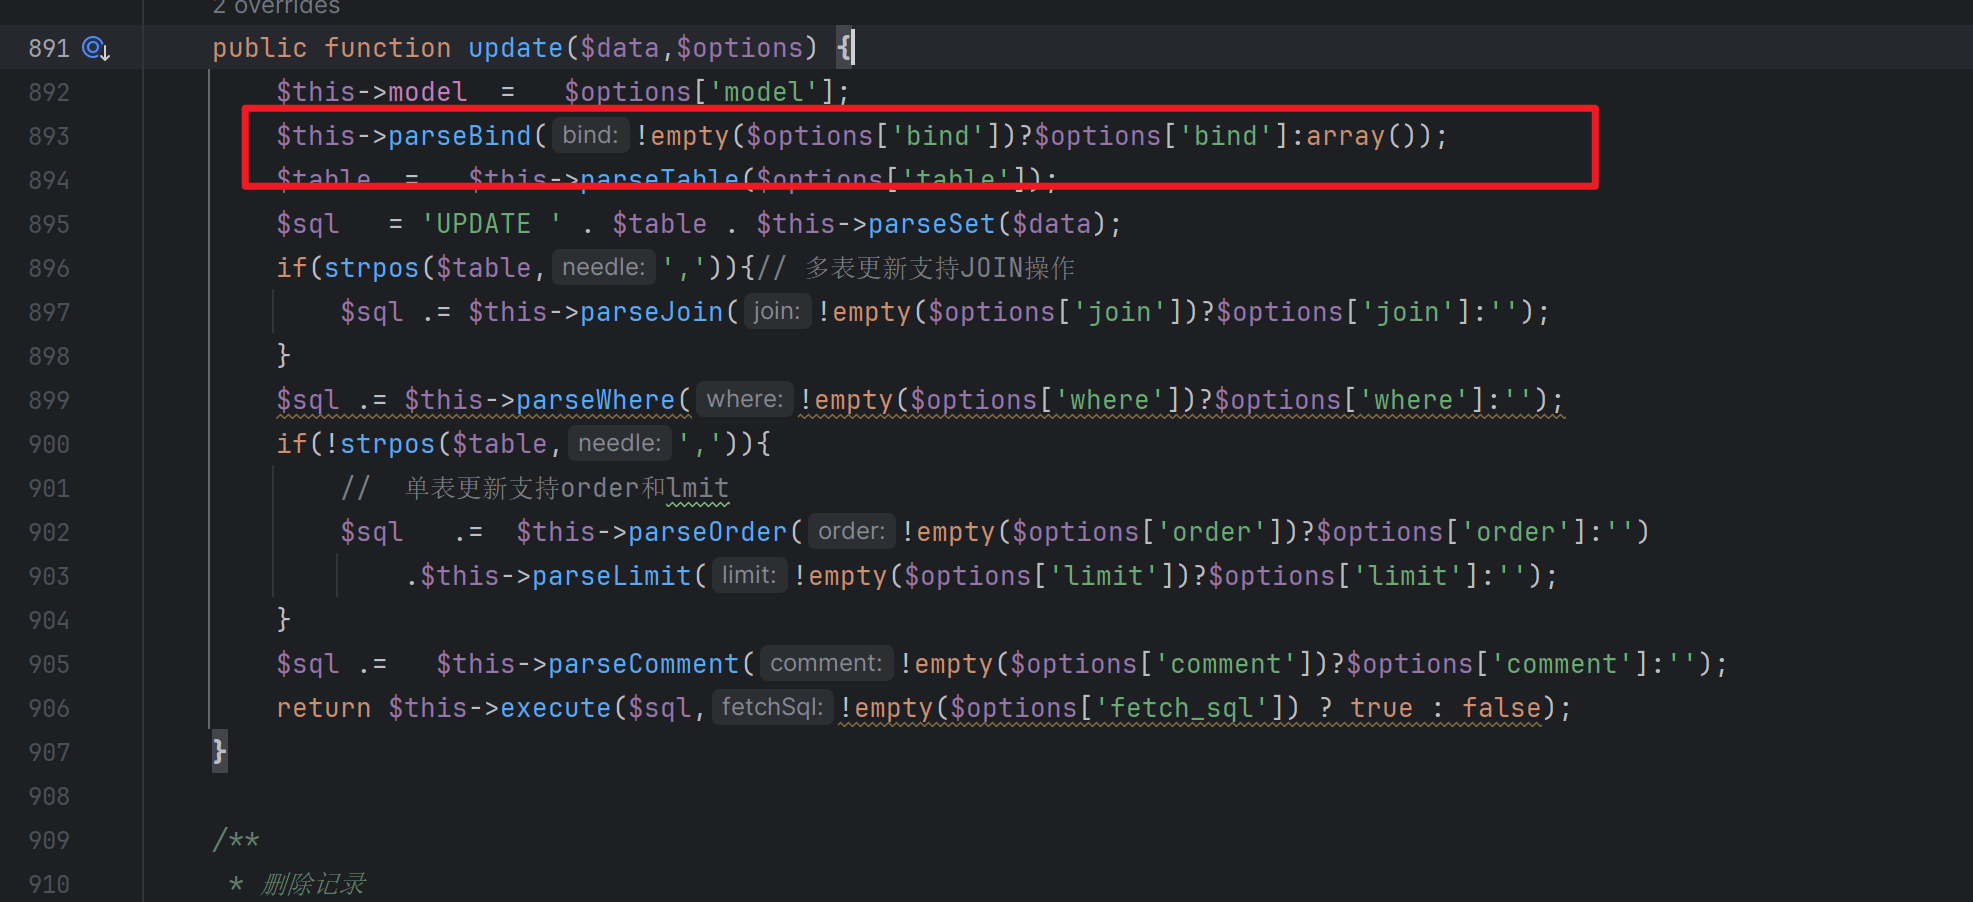 2 overrides
891 public function update($data,$options) {
892 $this->model  =   $options['model'];
893 $this->parseBind( bind: !empty($options['bind'])?$options['bind']:array());
894 $table  =   $this->parseTable($options['table']);
895 $sql   = 'UPDATE ' . $table . $this->parseSet($data);
896 if(strpos($table, needle: ',')){// 多表更新支持JOIN操作
897 $sql .= $this->parseJoin( join: !empty($options['join'])?$options['join']:'');
898 }
899 $sql .= $this->parseWhere( where: !empty($options['where'])?$options['where']:'');
900 if(!strpos($table, needle: ',')){
901 //  单表更新支持order和lmit
902 $sql   .=  $this->parseOrder( order: !empty($options['order'])?$options['order']:'')
903 .$this->parseLimit( limit: !empty($options['limit'])?$options['limit']:'');
904 }
905 $sql .=   $this->parseComment( comment: !empty($options['comment'])?$options['comment']:'');
906 return $this->execute($sql, fetchSql: !empty($options['fetch_sql']) ? true : false);
907 }
908
909 /**
910 * 删除记录